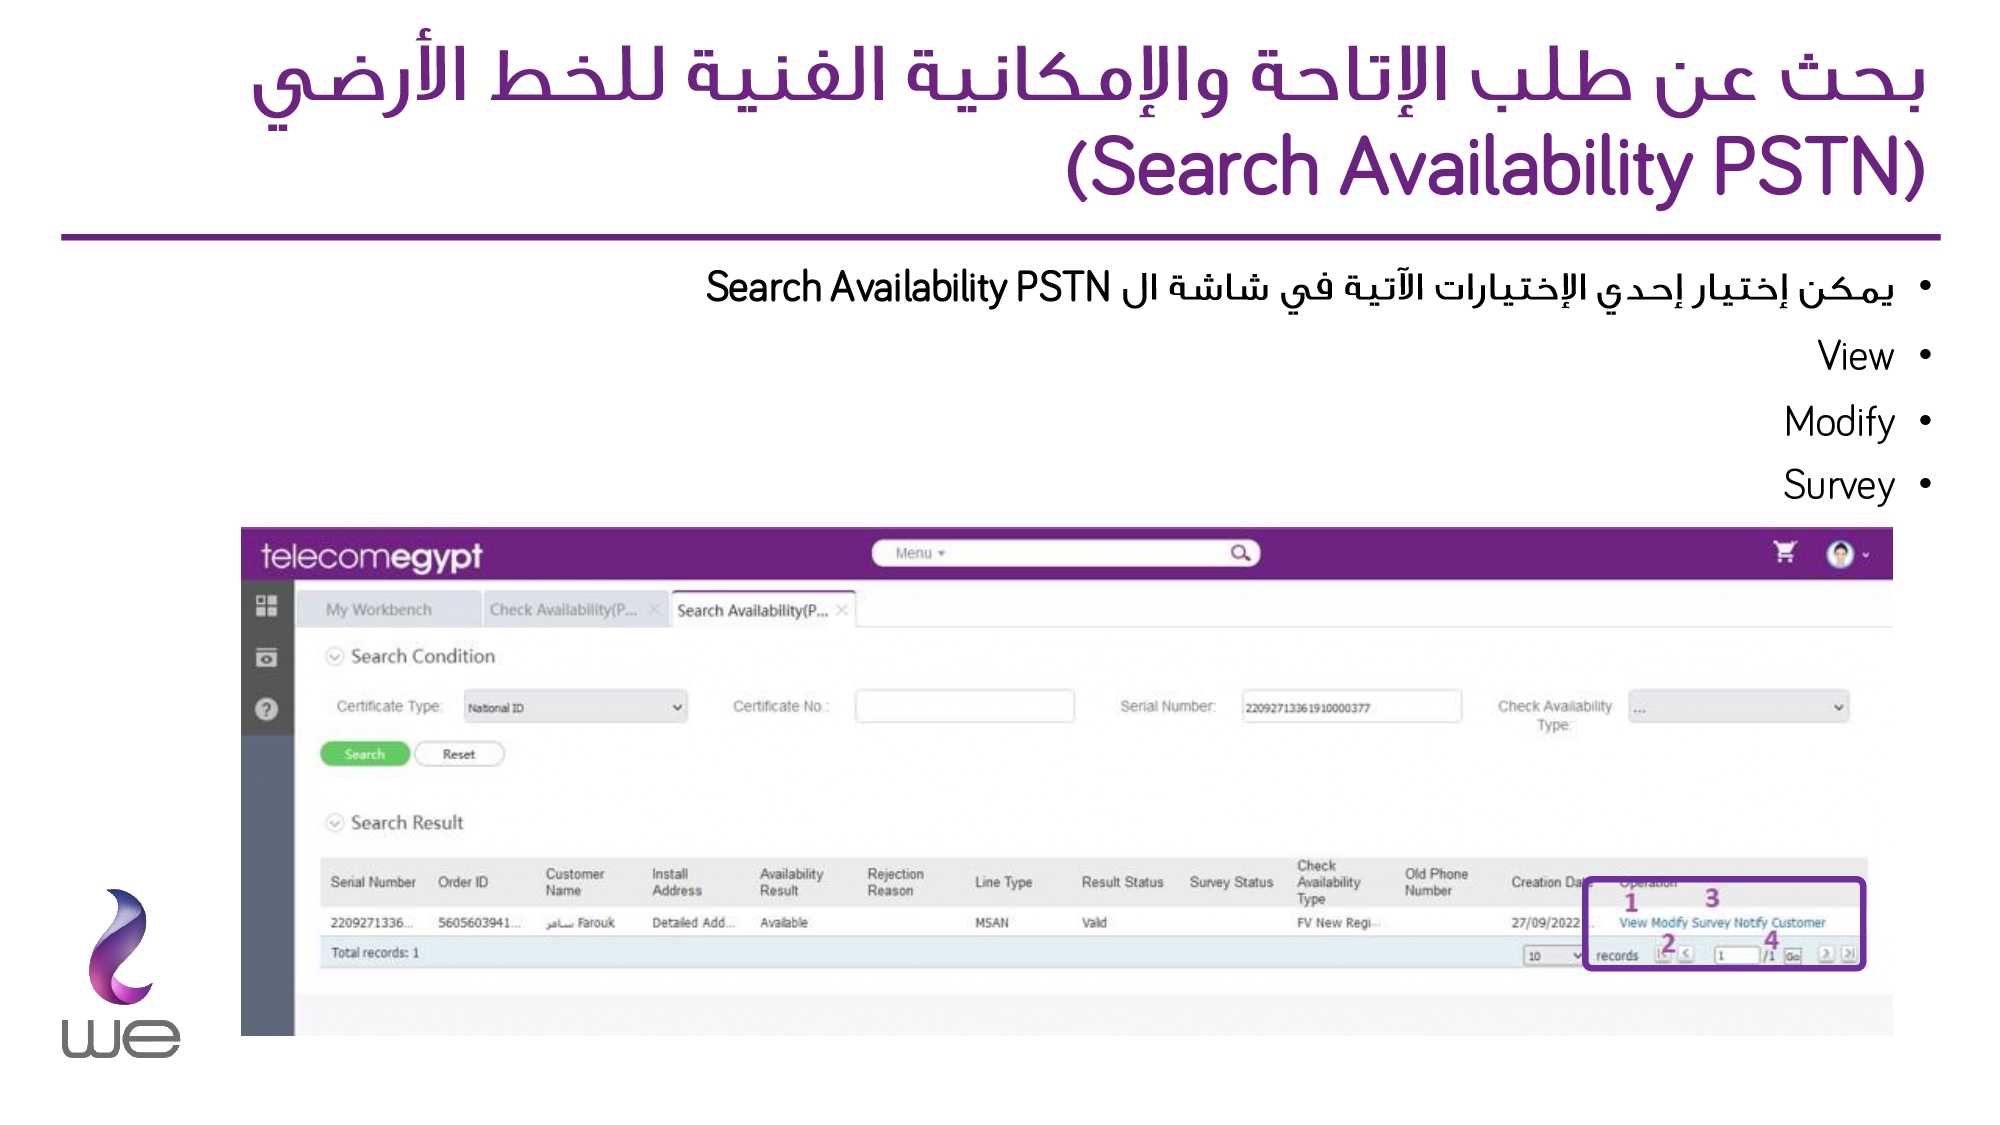 بحث عن طلب الإتاحة والإمكانية الفنية للخط الأرضي
(Search Availability PSTN)
• يمكن إختيار إحدي الإختيارات الآتية في شاشة ال Search Availability PSTN
• View
• Modify
• Survey
telecomegypt
Menu
My Workbench
Check Availability(P...
Search Availability(P...
Search Condition
Certificate Type: National ID
Certificate No.:
Serial Number: 22092713361910000377
Check Availability Type: ...
Search Reset
Search Result
Serial Number Order ID Customer Name Install Address Availability Result Rejection Reason Line Type Result Status Survey Status Check Availability Type Old Phone Number Creation Date Operation
1 3
2209271336... 5605603941... سامر Farouk Detailed Add... Available MSAN Valid FV New Regi... 27/09/2022... View Modify Survey Notify Customer
2 4
Total records: 1 10 records 1 /1 Go
we